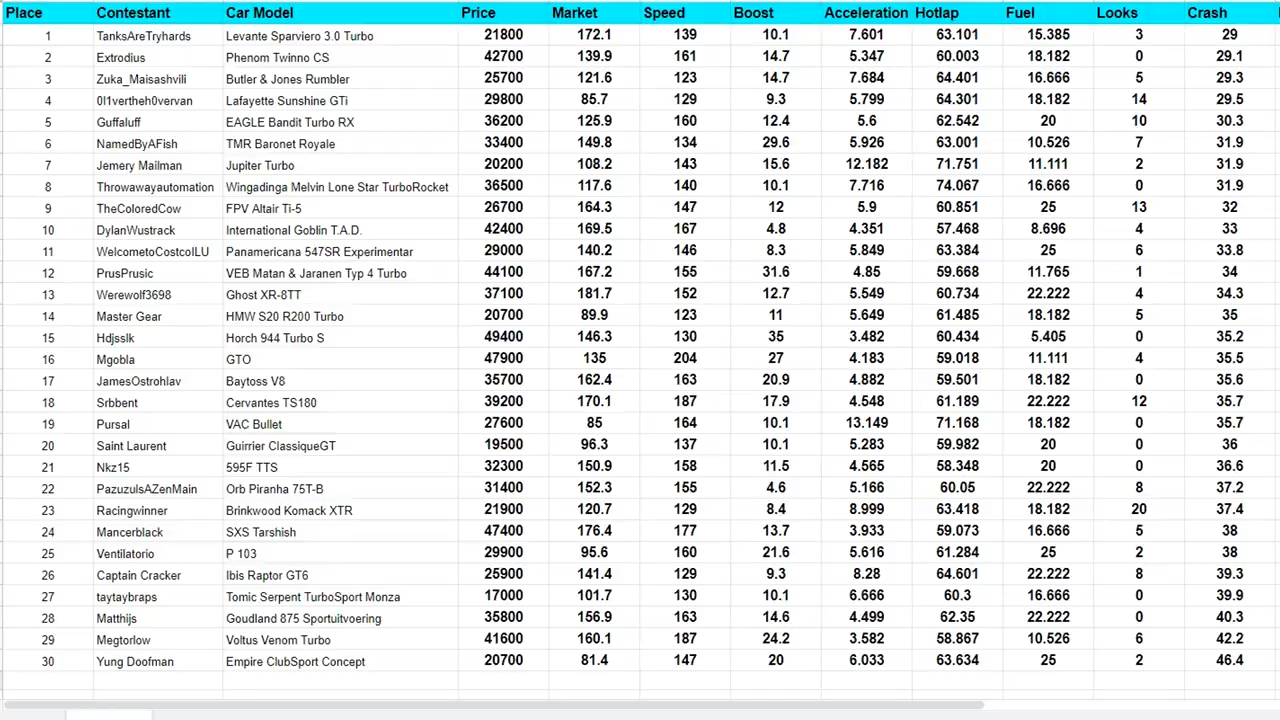 Place Contestant Car Model Price Market Speed Boost Acceleration Hotlap Fuel Looks Crash
1 TanksAreTryhards Levante Sparviero 3.0 Turbo 21800 172.1 139 10.1 7.601 63.101 15.385 3 29
2 Extrodius Phenom Twinno CS 42700 139.9 161 14.7 5.347 60.003 18.182 0 29.1
3 Zuka_Maisashvili Butler & Jones Rumbler 25700 121.6 123 14.7 7.684 64.401 16.666 5 29.3
4 0l1vertheh0vervan Lafayette Sunshine GTi 29800 85.7 129 9.3 5.799 64.301 18.182 14 29.5
5 Guffaluff EAGLE Bandit Turbo RX 36200 125.9 160 12.4 5.6 62.542 20 10 30.3
6 NamedByAFish TMR Baronet Royale 33400 149.8 134 29.6 5.926 63.001 10.526 7 31.9
7 Jemery Mailman Jupiter Turbo 20200 108.2 143 15.6 12.182 71.751 11.111 2 31.9
8 Throwawayautomation Wingadinga Melvin Lone Star TurboRocket 36500 117.6 140 10.1 7.716 74.067 16.666 0 31.9
9 TheColoredCow FPV Altair Ti-5 26700 164.3 147 12 5.9 60.851 25 13 32
10 DylanWustrack International Goblin T.A.D. 42400 169.5 167 4.8 4.351 57.468 8.696 4 33
11 WelcometoCostcoILU Panamericana 547SR Experimentar 29000 140.2 146 8.3 5.849 63.384 25 6 33.8
12 PrusPrusic VEB Matan & Jaranen Typ 4 Turbo 44100 167.2 155 31.6 4.85 59.668 11.765 1 34
13 Werewolf3698 Ghost XR-8TT 37100 181.7 152 12.7 5.549 60.734 22.222 4 34.3
14 Master Gear HMW S20 R200 Turbo 20700 89.9 123 11 5.649 61.485 18.182 5 35
15 Hdjsslk Horch 944 Turbo S 49400 146.3 130 35 3.482 60.434 5.405 0 35.2
16 Mgobla GTO 47900 135 204 27 4.183 59.018 11.111 4 35.5
17 JamesOstrohlav Baytoss V8 35700 162.4 163 20.9 4.882 59.501 18.182 0 35.6
18 Srbbent Cervantes TS180 39200 170.1 187 17.9 4.548 61.189 22.222 12 35.7
19 Pursal VAC Bullet 27600 85 164 10.1 13.149 71.168 18.182 0 35.7
20 Saint Laurent Guirrier ClassiqueGT 19500 96.3 137 10.1 5.283 59.982 20 0 36
21 Nkz15 595F TTS 32300 150.9 158 11.5 4.565 58.348 20 0 36.6
22 PazuzuIsAZenMain Orb Piranha 75T-B 31400 152.3 155 4.6 5.166 60.05 22.222 8 37.2
23 Racingwinner Brinkwood Komack XTR 21900 120.7 129 8.4 8.999 63.418 18.182 20 37.4
24 Mancerblack SXS Tarshish 47400 176.4 177 13.7 3.933 59.073 16.666 5 38
25 Ventilatorio P 103 29900 95.6 160 21.6 5.616 61.284 25 2 38
26 Captain Cracker Ibis Raptor GT6 25900 141.4 129 9.3 8.28 64.601 22.222 8 39.3
27 taytaybraps Tomic Serpent TurboSport Monza 17000 101.7 130 10.1 6.666 60.3 16.666 0 39.9
28 Matthijs Goudland 875 Sportuitvoering 35800 156.9 163 14.6 4.499 62.35 22.222 0 40.3
29 Megtorlow Voltus Venom Turbo 41600 160.1 187 24.2 3.582 58.867 10.526 6 42.2
30 Yung Doofman Empire ClubSport Concept 20700 81.4 147 20 6.033 63.634 25 2 46.4